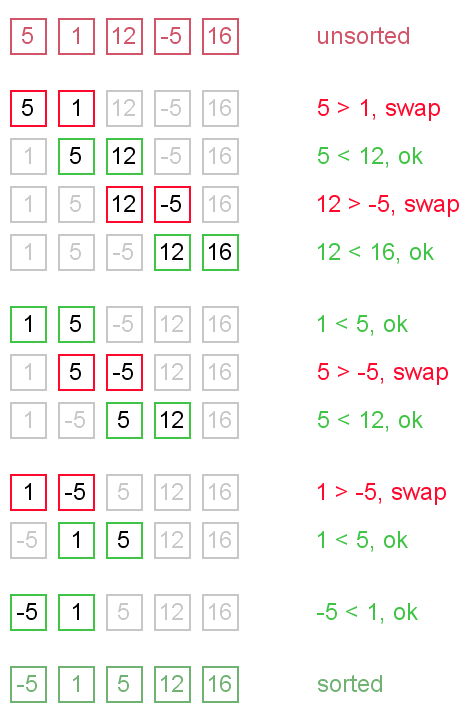 5 1 12 -5 16 unsorted
5 1 12 -5 16 5 > 1, swap
1 5 12 -5 16 5 < 12, ok
1 5 12 -5 16 12 > -5, swap
1 5 -5 12 16 12 < 16, ok
1 5 -5 12 16 1 < 5, ok
1 5 -5 12 16 5 > -5, swap
1 -5 5 12 16 5 < 12, ok
1 -5 5 12 16 1 > -5, swap
-5 1 5 12 16 1 < 5, ok
-5 1 5 12 16 -5 < 1, ok
-5 1 5 12 16 sorted